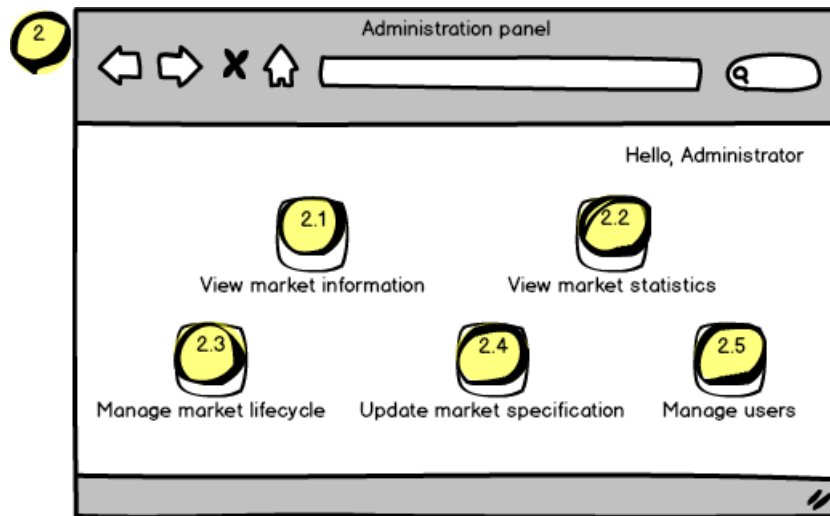 2
Administration panel
Hello, Administrator
2.1
2.2
View market information
View market statistics
2.3
2.4
2.5
Manage market lifecycle
Update market specification
Manage users